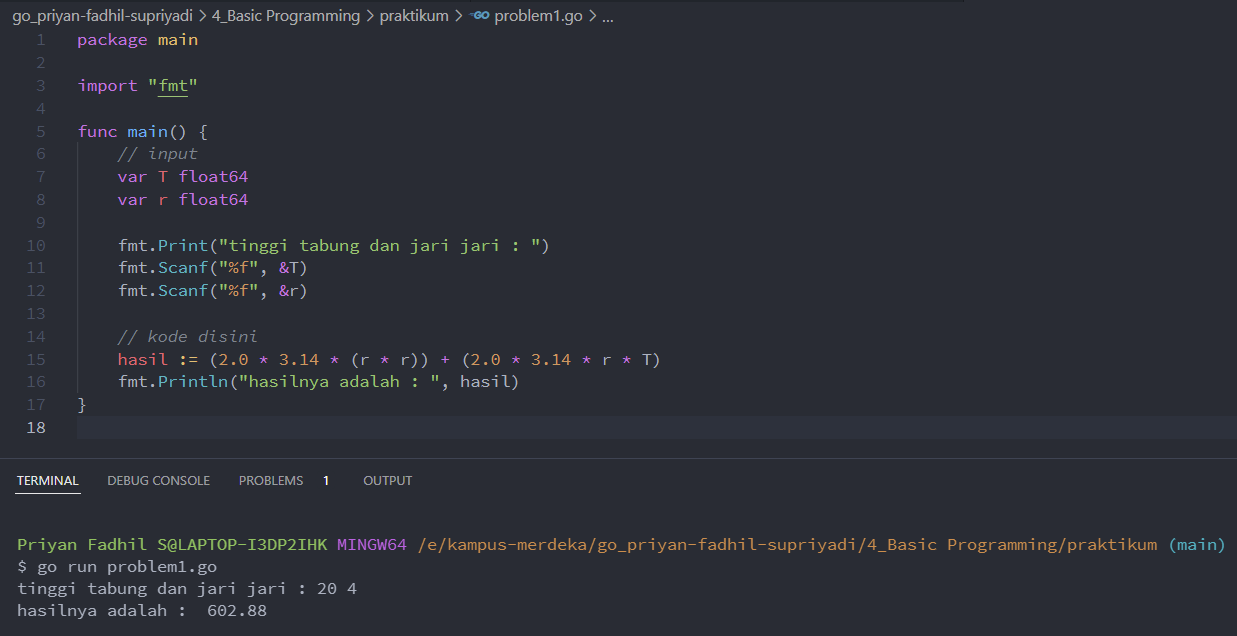 go_priyan-fadhil-supriyadi > 4_Basic Programming > praktikum > GO problem1.go > ...
1 package main
2
3 import "fmt"
4
5 func main() {
6 // input
7 var T float64
8 var r float64
9
10 fmt.Print("tinggi tabung dan jari jari : ")
11 fmt.Scanf("%f", &T)
12 fmt.Scanf("%f", &r)
13
14 // kode disini
15 hasil := (2.0 * 3.14 * (r * r)) + (2.0 * 3.14 * r * T)
16 fmt.Println("hasilnya adalah : ", hasil)
17 }
18
TERMINAL DEBUG CONSOLE PROBLEMS 1 OUTPUT
Priyan Fadhil S@LAPTOP-I3DP2IHK MINGW64 /e/kampus-merdeka/go_priyan-fadhil-supriyadi/4_Basic Programming/praktikum (main)
$ go run problem1.go
tinggi tabung dan jari jari : 20 4
hasilnya adalah :  602.88